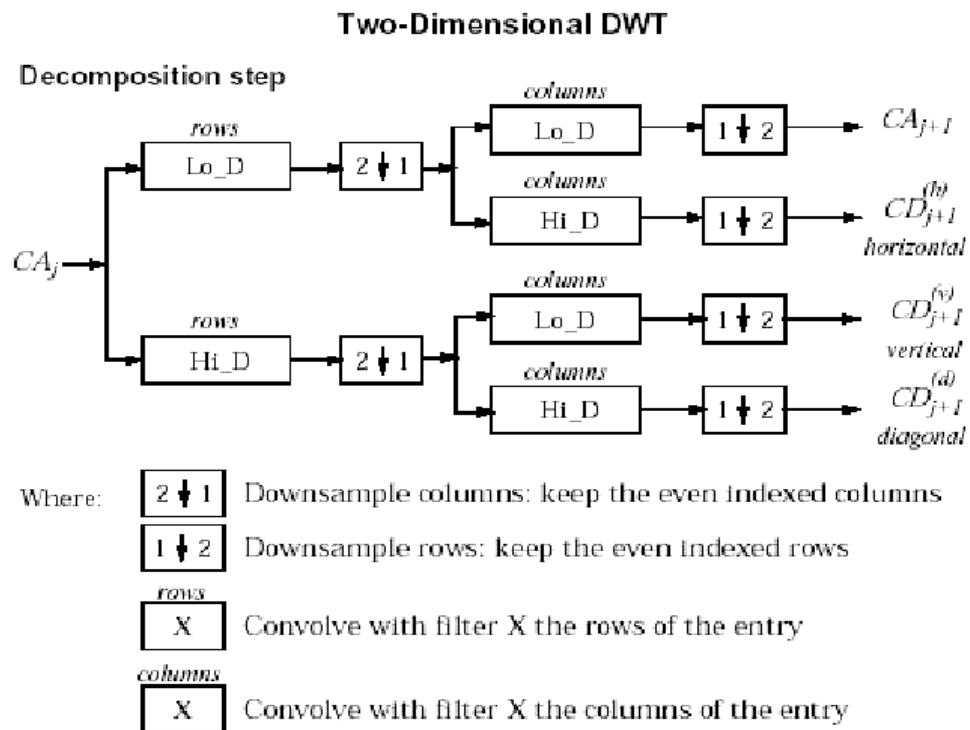 Two-Dimensional DWT
Decomposition step
columns
rows
Lo_D
1 ↓ 2
CA_{j+1}
Lo_D
2 ↓ 1
columns
Hi_D
1 ↓ 2
CD_{j+1}^{(h)}
horizontal
CA_j
columns
rows
Lo_D
1 ↓ 2
CD_{j+1}^{(v)}
vertical
Hi_D
2 ↓ 1
columns
Hi_D
1 ↓ 2
CD_{j+1}^{(d)}
diagonal
Where:
2 ↓ 1 Downsample columns: keep the even indexed columns
1 ↓ 2 Downsample rows: keep the even indexed rows
rows
X Convolve with filter X the rows of the entry
columns
X Convolve with filter X the columns of the entry